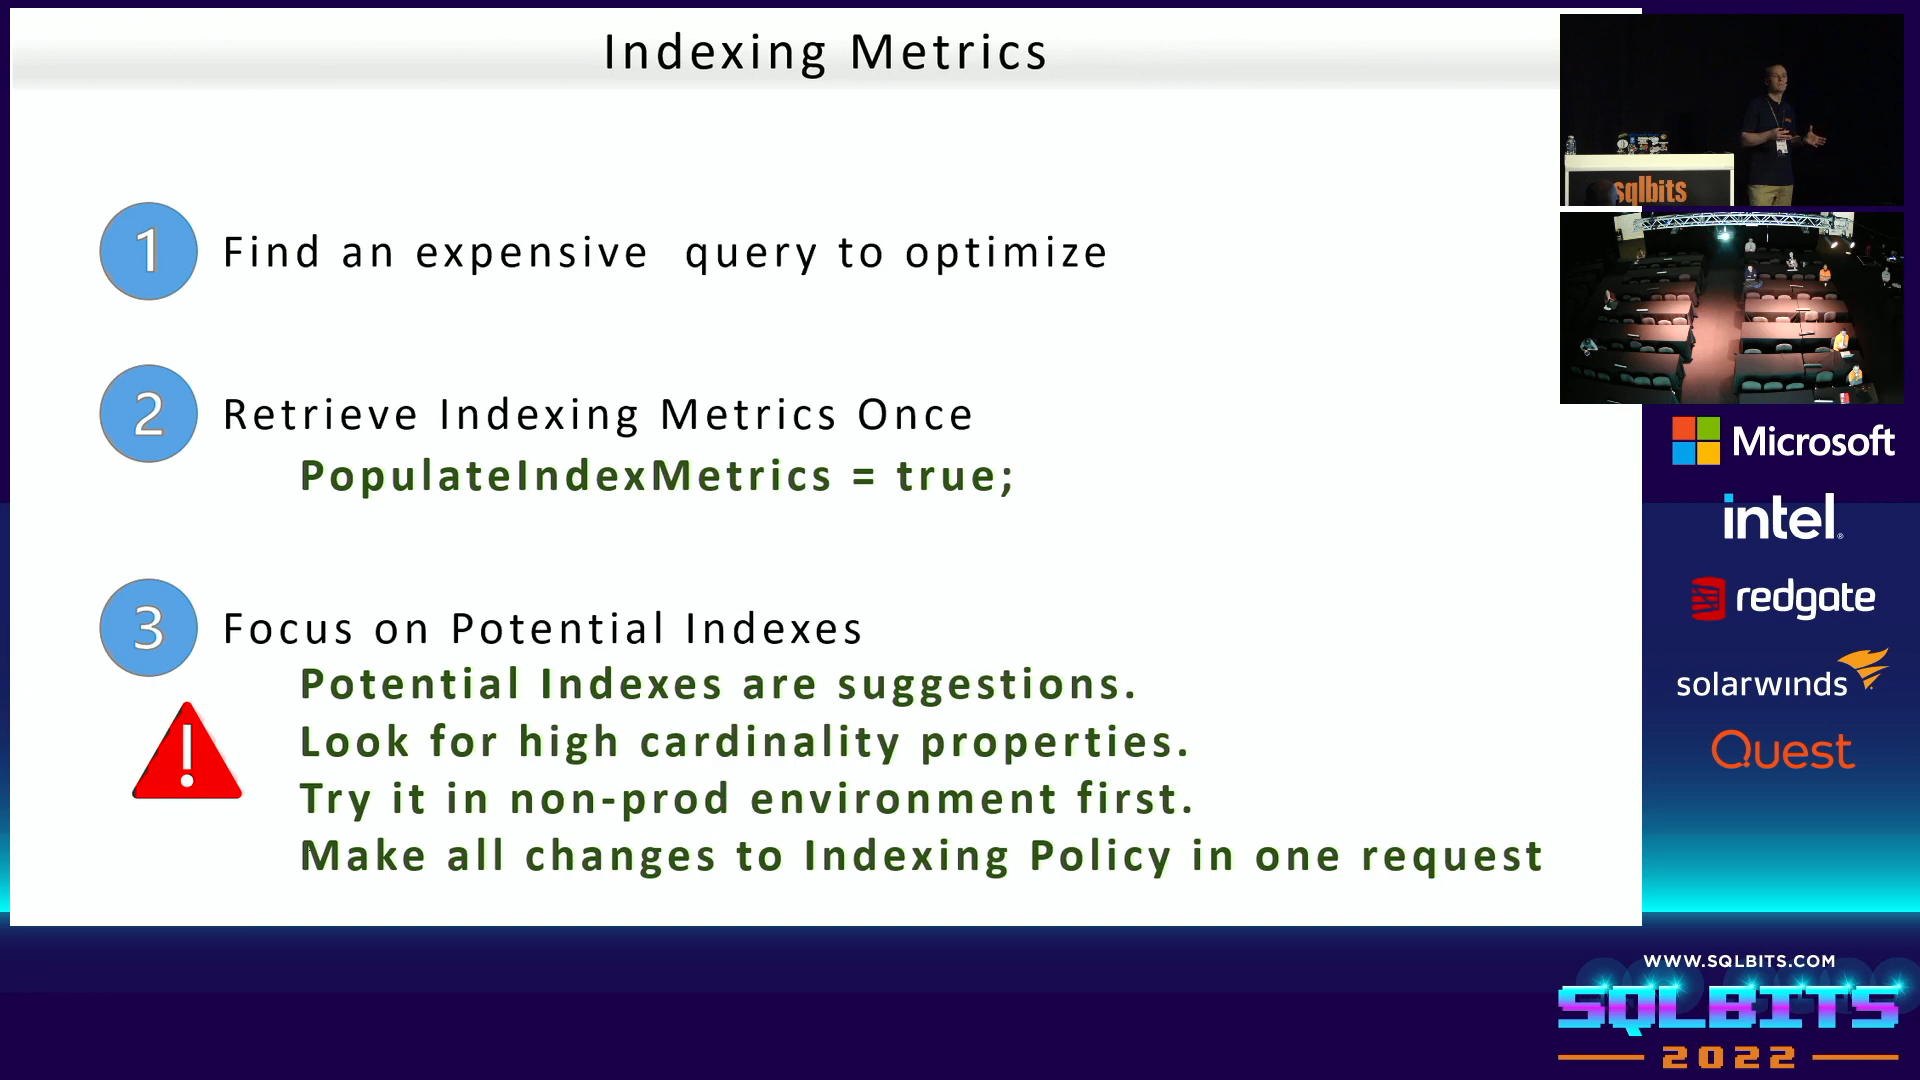 Indexing Metrics
1 Find an expensive query to optimize
2 Retrieve Indexing Metrics Once
PopulateIndexMetrics = true;
3 Focus on Potential Indexes
Potential Indexes are suggestions.
Look for high cardinality properties.
Try it in non-prod environment first.
Make all changes to Indexing Policy in one request
sqlbits
Microsoft
intel.
redgate
solarwinds
Quest
WWW.SQLBITS.COM
SQLBITS
2022